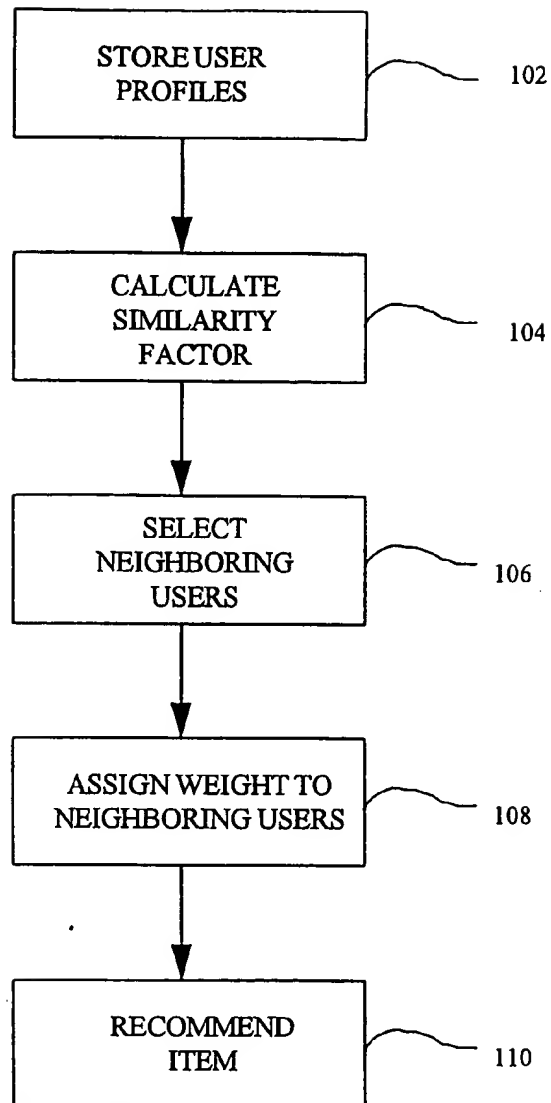 STORE USER
PROFILES
102
CALCULATE
SIMILARITY
FACTOR
104
SELECT
NEIGHBORING
USERS
106
ASSIGN WEIGHT TO
NEIGHBORING USERS
108
RECOMMEND
ITEM
110